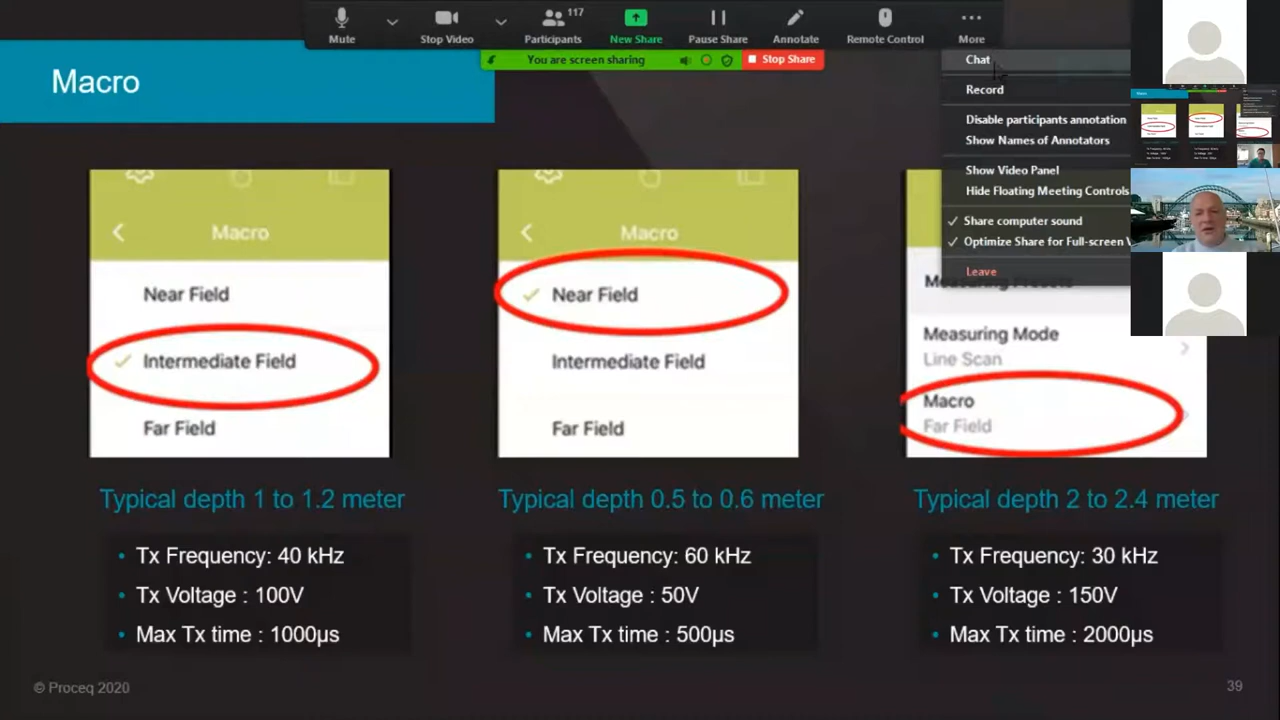 Mute
Stop Video
Participants
117
New Share
Pause Share
Annotate
Remote Control
More
You are screen sharing
Stop Share
Chat
Record
Disable participants annotation
Show Names of Annotators
Show Video Panel
Hide Floating Meeting Controls
Share computer sound
Optimize Share for Full-screen V
Leave
Macro
Macro
Near Field
Intermediate Field
Far Field
Typical depth 1 to 1.2 meter
• Tx Frequency: 40 kHz
• Tx Voltage : 100V
• Max Tx time : 1000µs
Macro
Near Field
Intermediate Field
Far Field
Typical depth 0.5 to 0.6 meter
• Tx Frequency: 60 kHz
• Tx Voltage : 50V
• Max Tx time : 500µs
Measuring Presets
Measuring Mode
Line Scan
Macro
Far Field
Typical depth 2 to 2.4 meter
• Tx Frequency: 30 kHz
• Tx Voltage : 150V
• Max Tx time : 2000µs
© Proceq 2020
39